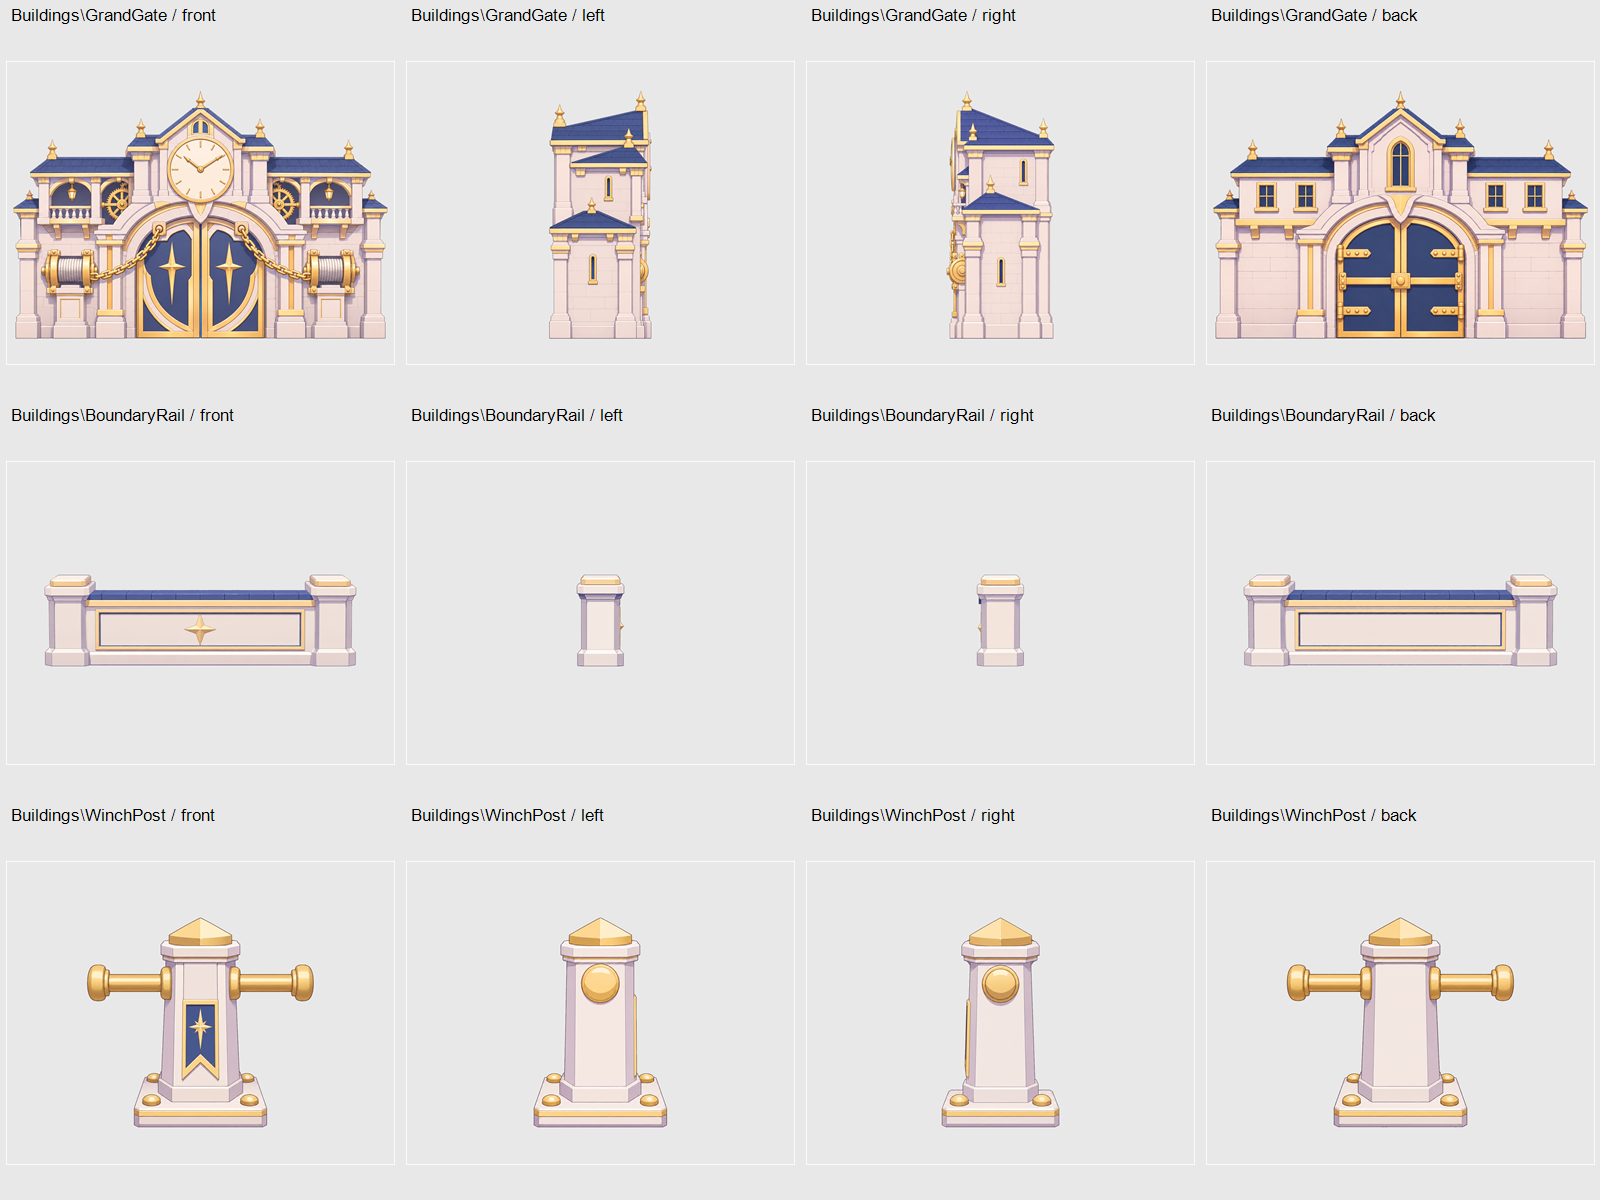 Buildings\GrandGate / front
Buildings\GrandGate / left
Buildings\GrandGate / right
Buildings\GrandGate / back
Buildings\BoundaryRail / front
Buildings\BoundaryRail / left
Buildings\BoundaryRail / right
Buildings\BoundaryRail / back
Buildings\WinchPost / front
Buildings\WinchPost / left
Buildings\WinchPost / right
Buildings\WinchPost / back